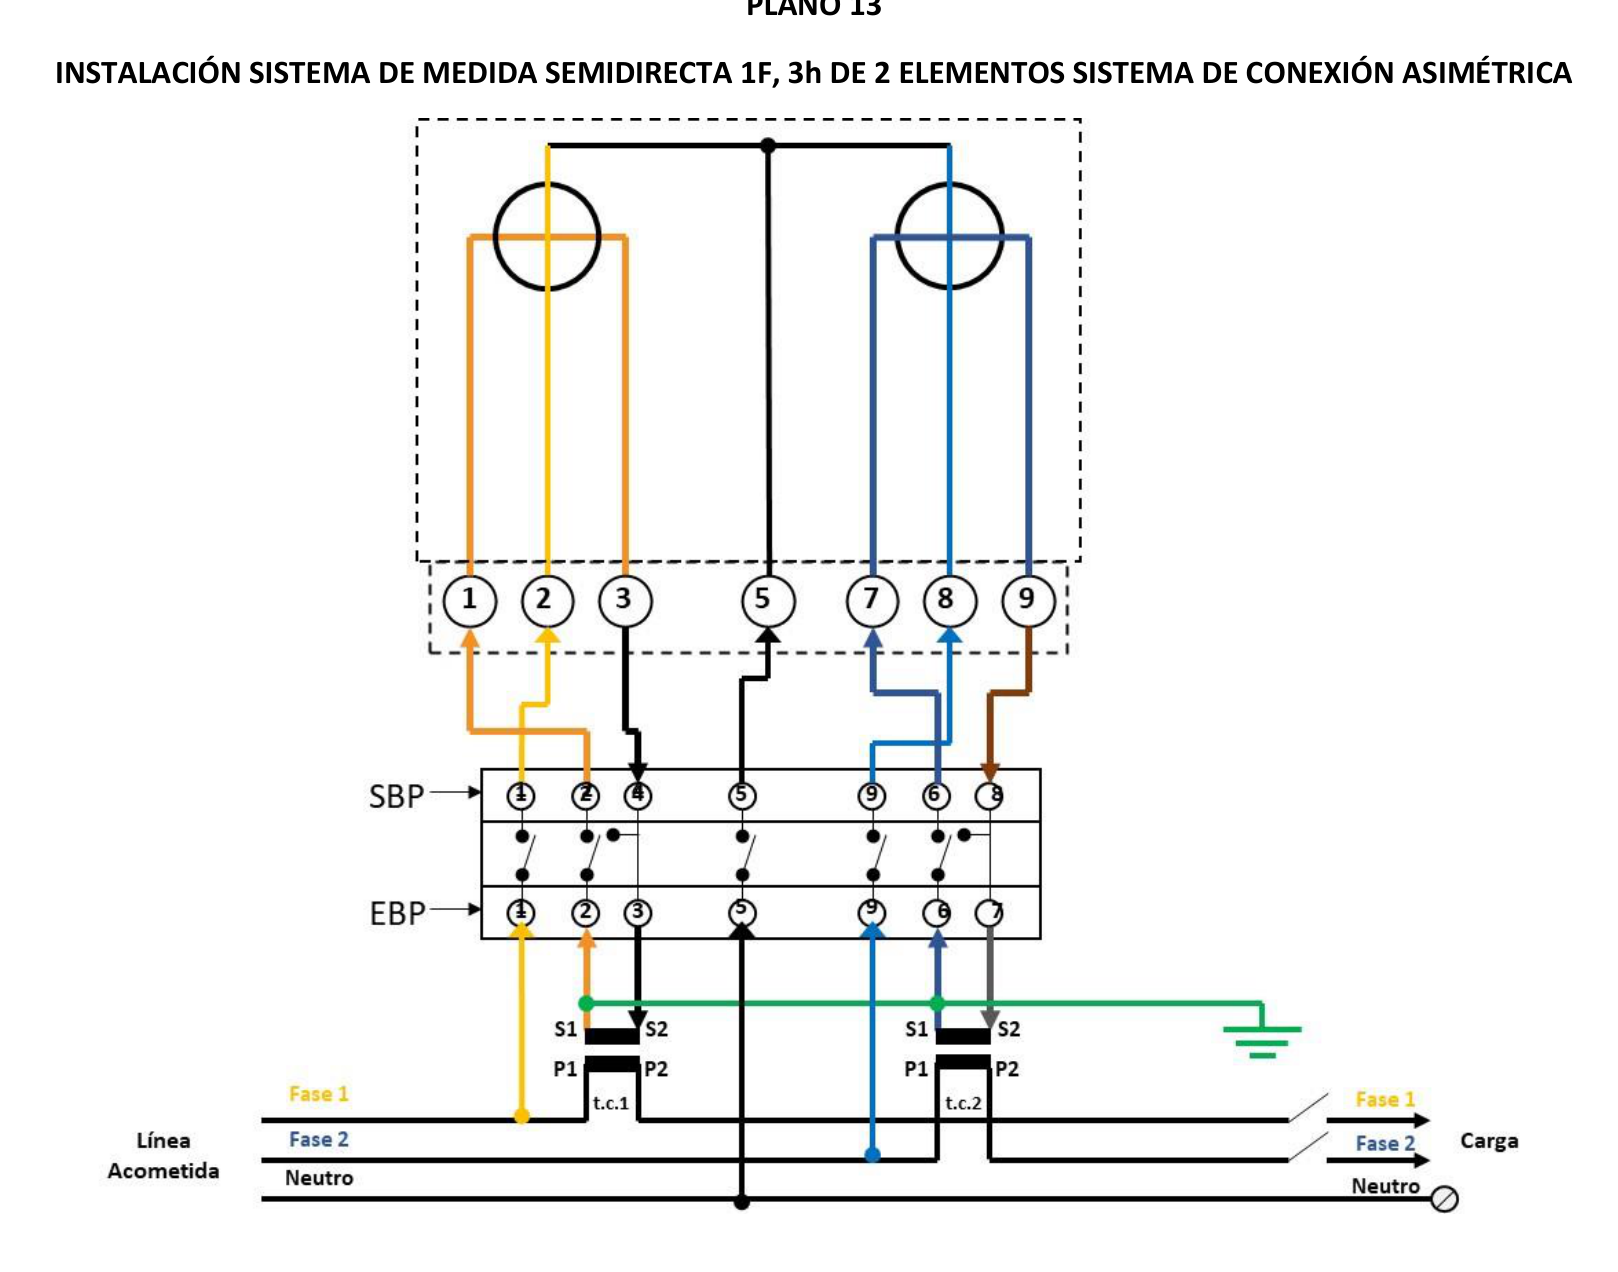 PLANO 13
INSTALACIÓN SISTEMA DE MEDIDA SEMIDIRECTA 1F, 3h DE 2 ELEMENTOS SISTEMA DE CONEXIÓN ASIMÉTRICA
1 2 3 5 7 8 9
SBP 1 2 4 5 9 6 8
EBP 1 2 3 5 9 6 7
S1 S2 S1 S2
P1 P2 P1 P2
t.c.1 t.c.2
Fase 1 Fase 1
Línea Acometida
Fase 2 Fase 2
Carga
Neutro Neutro